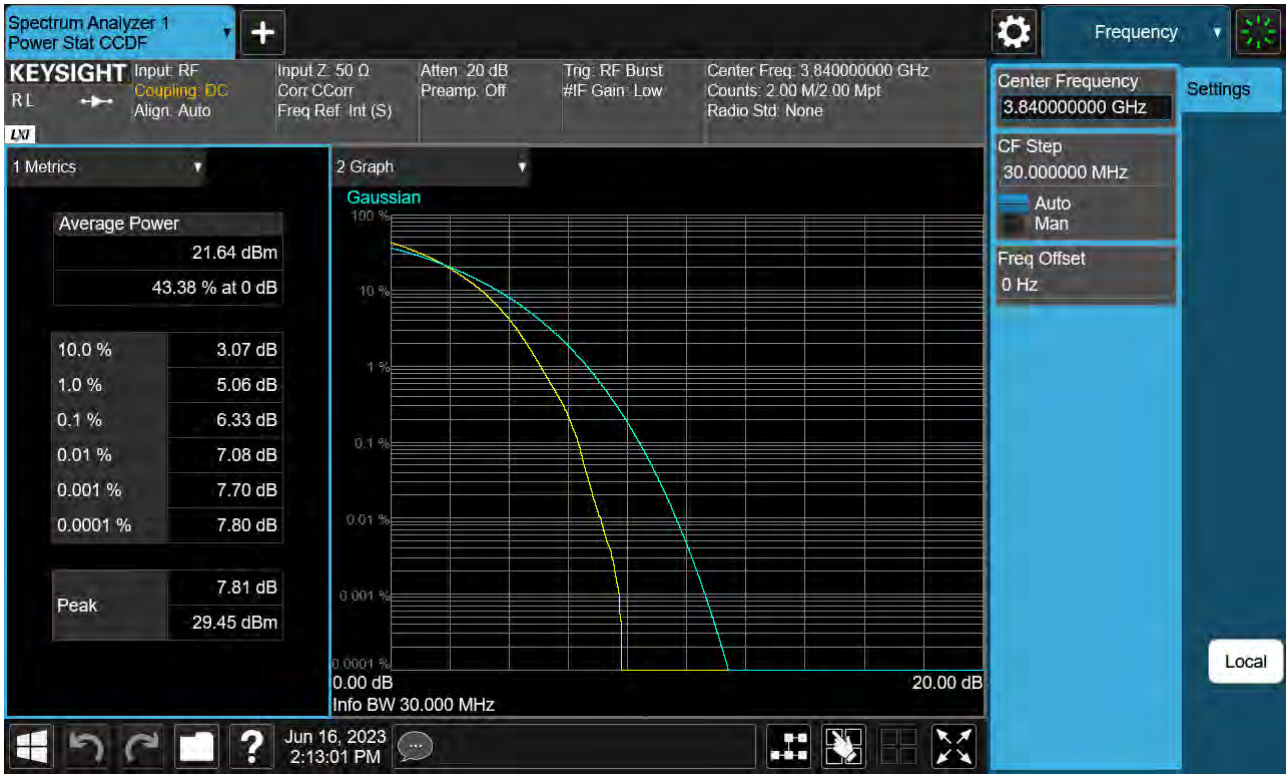 Spectrum Analyzer 1
Power Stat CCDF
+
Frequency
KEYSIGHT
RL
LXI
Input: RF
Coupling: DC
Align: Auto
Input Z: 50 Ω
Corr CCorr
Freq Ref: Int (S)
Atten: 20 dB
Preamp: Off
Trig: RF Burst
#IF Gain: Low
Center Freq: 3.840000000 GHz
Counts: 2.00 M/2.00 Mpt
Radio Std: None
Center Frequency
3.840000000 GHz
Settings
CF Step
30.000000 MHz
Auto
Man
Freq Offset
0 Hz
1 Metrics
Average Power
21.64 dBm
43.38 % at 0 dB
10.0 % 3.07 dB
1.0 % 5.06 dB
0.1 % 6.33 dB
0.01 % 7.08 dB
0.001 % 7.70 dB
0.0001 % 7.80 dB
Peak
7.81 dB
29.45 dBm
2 Graph
Gaussian
100 %
10 %
1 %
0.1 %
0.01 %
0.001 %
0.0001 %
0.00 dB 20.00 dB
Info BW 30.000 MHz
Local
?
Jun 16, 2023
2:13:01 PM